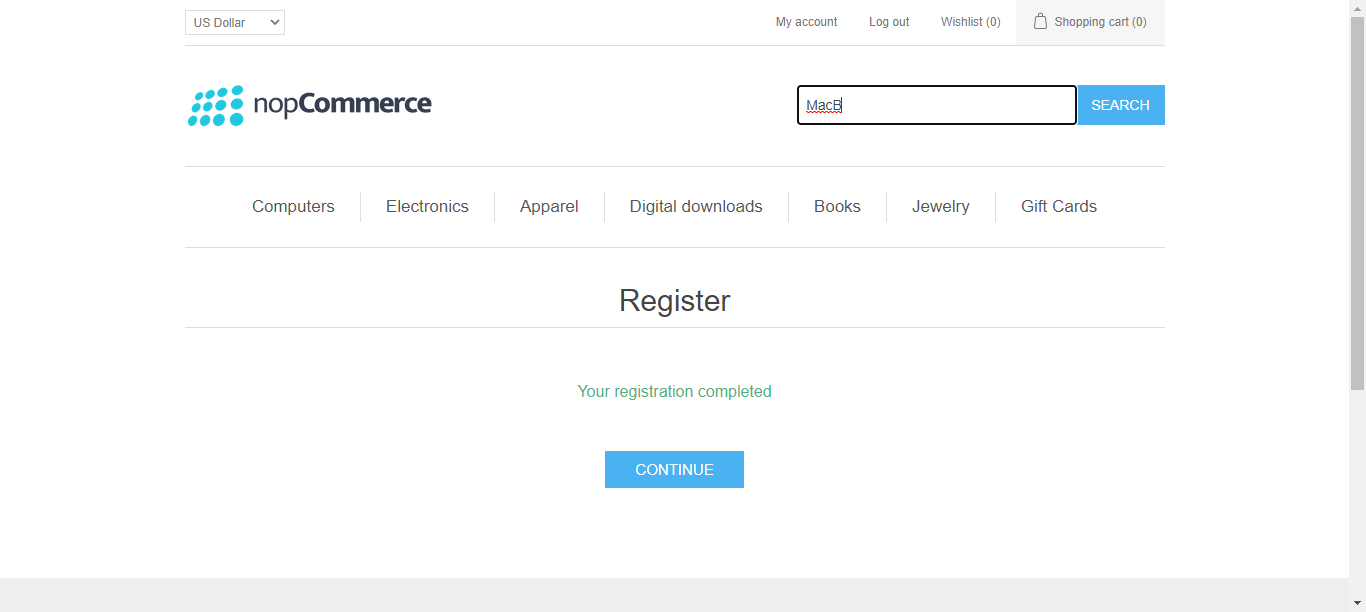 US Dollar My account Log out Wishlist (0) Shopping cart (0)
nopCommerce MacB SEARCH
Computers Electronics Apparel Digital downloads Books Jewelry Gift Cards
Register
Your registration completed
CONTINUE